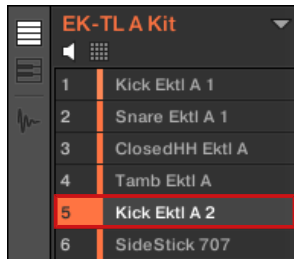 EK-TL A Kit
1 Kick Ektl A 1
2 Snare Ektl A 1
3 ClosedHH Ektl A
4 Tamb Ektl A
5 Kick Ektl A 2
6 SideStick 707